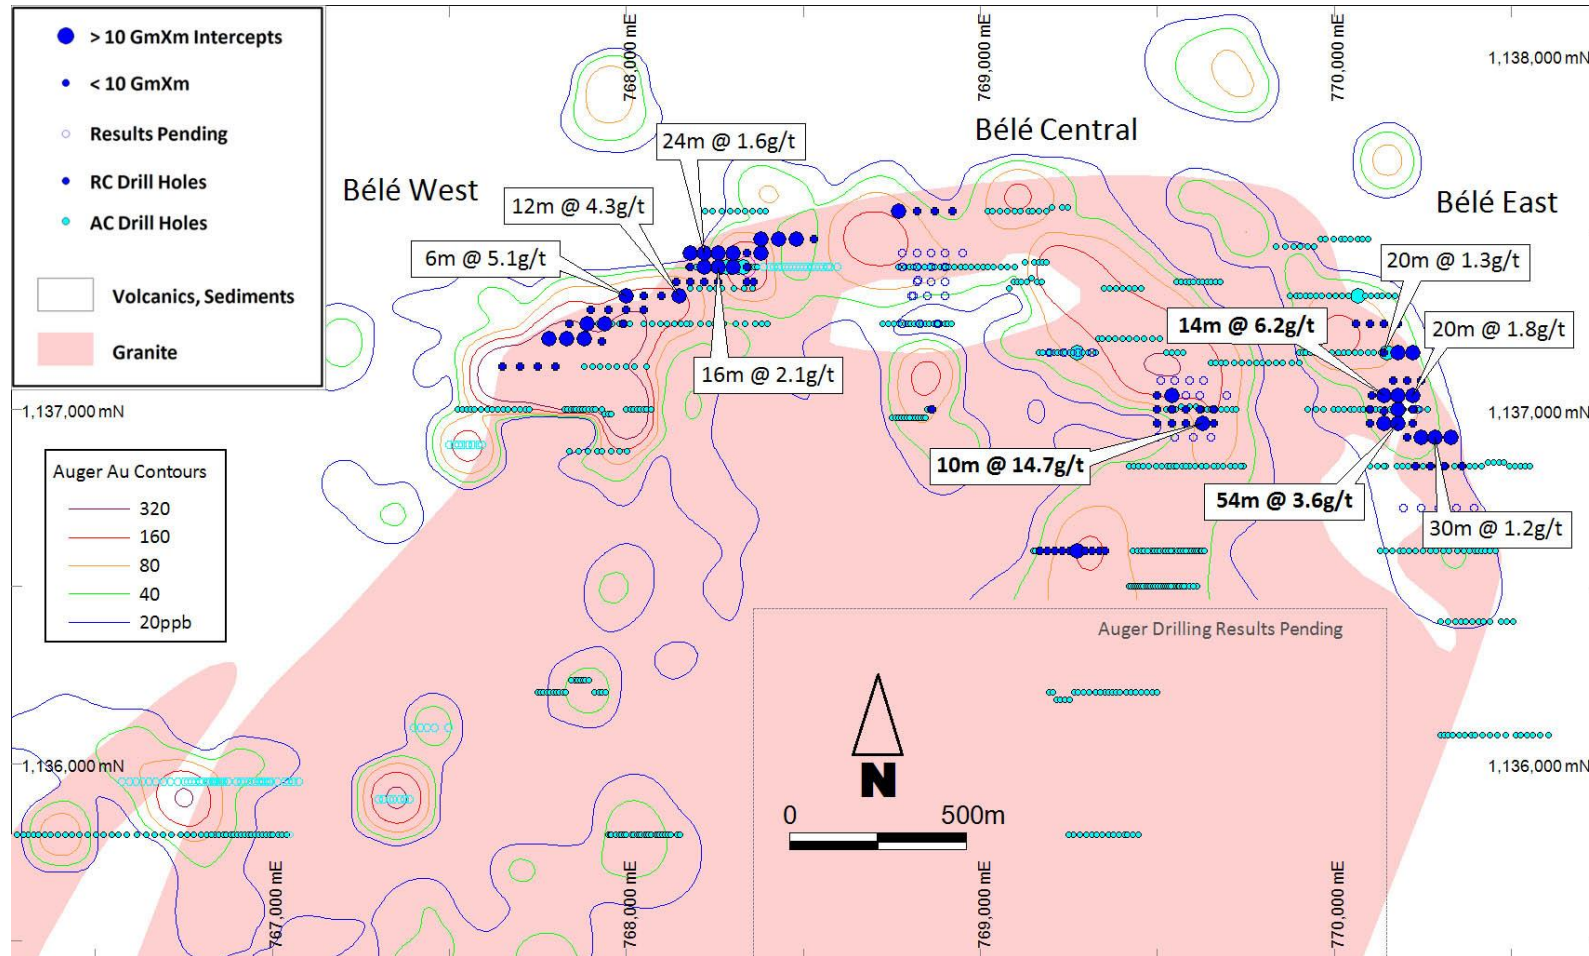 > 10 GmXm Intercepts
< 10 GmXm
Results Pending
RC Drill Holes
AC Drill Holes
Volcanics, Sediments
Granite
768,000 mE
769,000 mE
770,000 mE
1,138,000 mN
Bélé Central
Bélé West
Bélé East
24m @ 1.6g/t
12m @ 4.3g/t
6m @ 5.1g/t
20m @ 1.3g/t
14m @ 6.2g/t
20m @ 1.8g/t
16m @ 2.1g/t
1,137,000 mN
1,137,000 mN
10m @ 14.7g/t
54m @ 3.6g/t
30m @ 1.2g/t
Auger Au Contours
320
160
80
40
20ppb
Auger Drilling Results Pending
1,136,000 mN
1,136,000 mN
N
0 500m
767,000 mE
768,000 mE
769,000 mE
770,000 mE